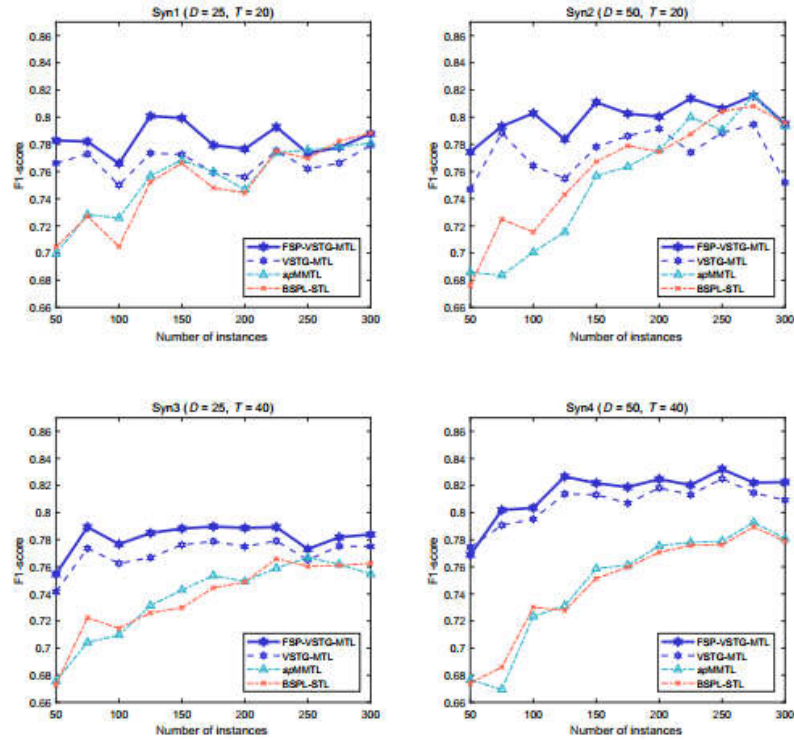 Syn1 (D = 25, T = 20)
0.86
0.84
0.82
0.8
0.78
0.76
0.74
0.72
0.7
0.68
0.66
F1-score
FSP-VSTG-MTL
VSTG-MTL
spMMTL
BSPL-STL
50 100 150 200 250 300
Number of instances
Syn2 (D = 50, T = 20)
0.86
0.84
0.82
0.8
0.78
0.76
0.74
0.72
0.7
0.68
0.66
F1-score
FSP-VSTG-MTL
VSTG-MTL
spMMTL
BSPL-STL
50 100 150 200 250 300
Number of instances
Syn3 (D = 25, T = 40)
0.86
0.84
0.82
0.8
0.78
0.76
0.74
0.72
0.7
0.68
0.66
F1-score
FSP-VSTG-MTL
VSTG-MTL
spMMTL
BSPL-STL
50 100 150 200 250 300
Number of instances
Syn4 (D = 50, T = 40)
0.86
0.84
0.82
0.8
0.78
0.76
0.74
0.72
0.7
0.68
0.66
F1-score
FSP-VSTG-MTL
VSTG-MTL
spMMTL
BSPL-STL
50 100 150 200 250 300
Number of instances